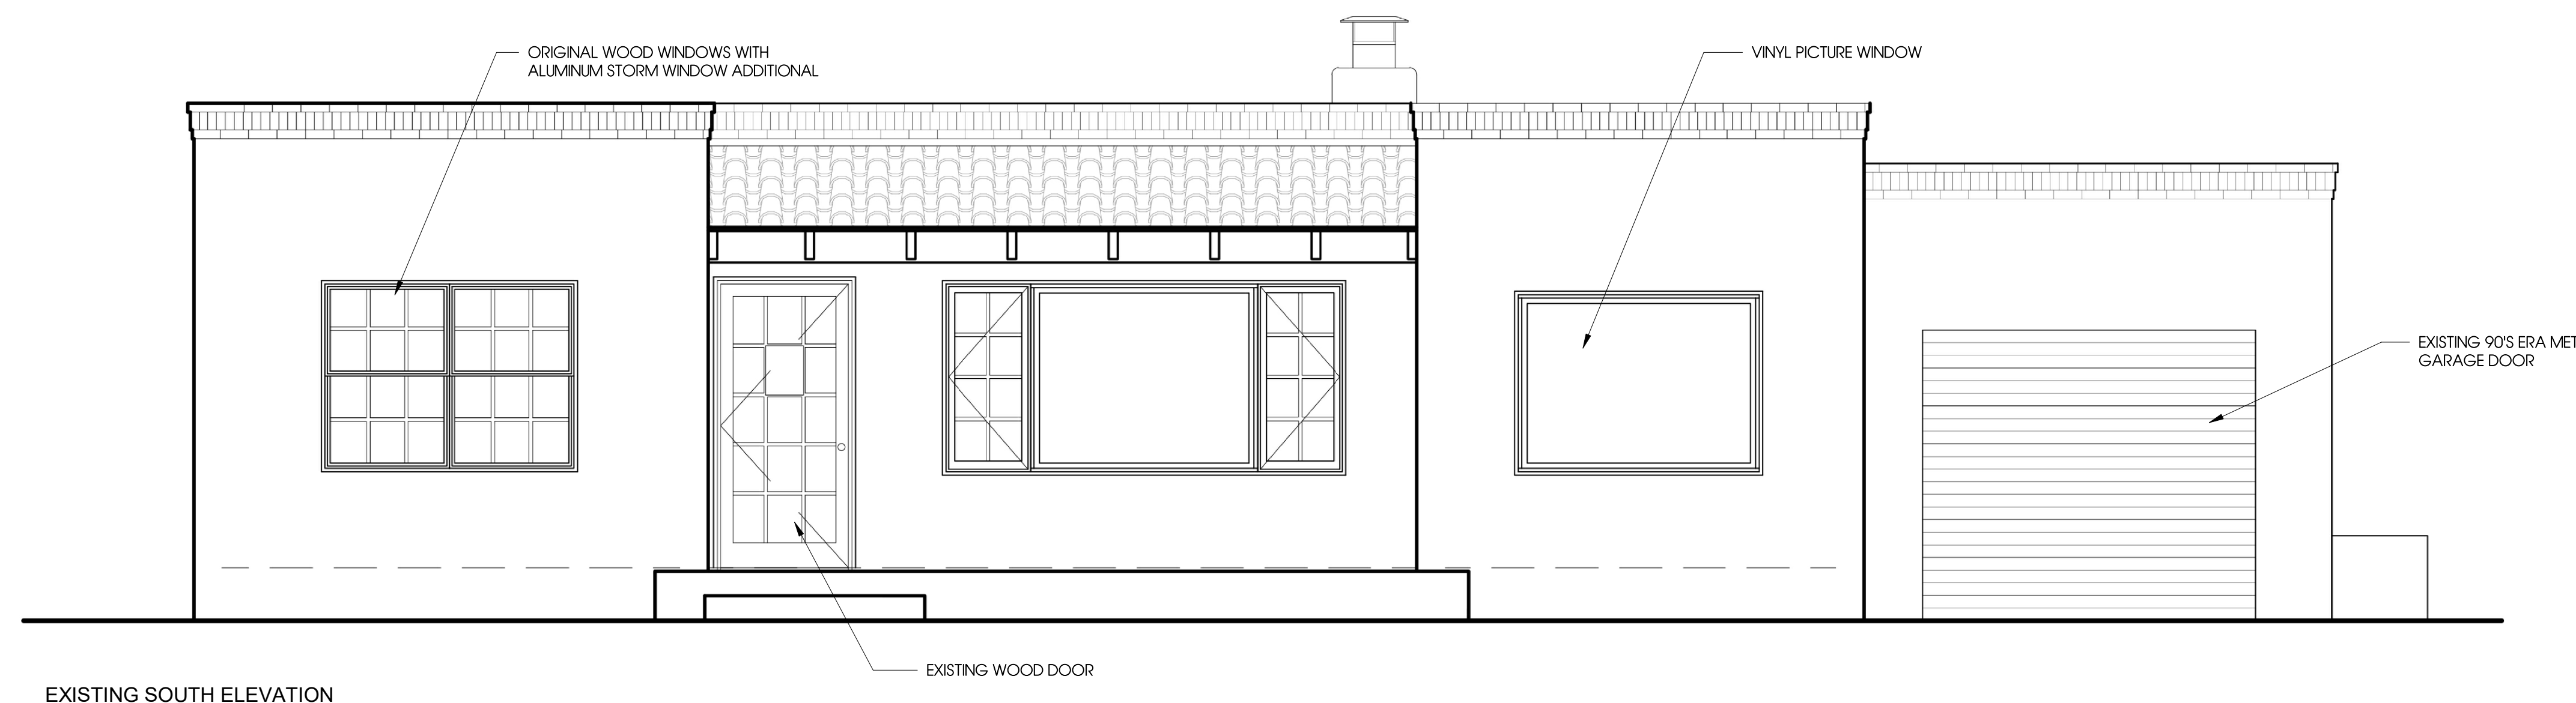 ORIGINAL WOOD WINDOWS WITH
ALUMINUM STORM WINDOW ADDITIONAL
VINYL PICTURE WINDOW
EXISTING 90'S ERA MET
GARAGE DOOR
EXISTING WOOD DOOR
EXISTING SOUTH ELEVATION